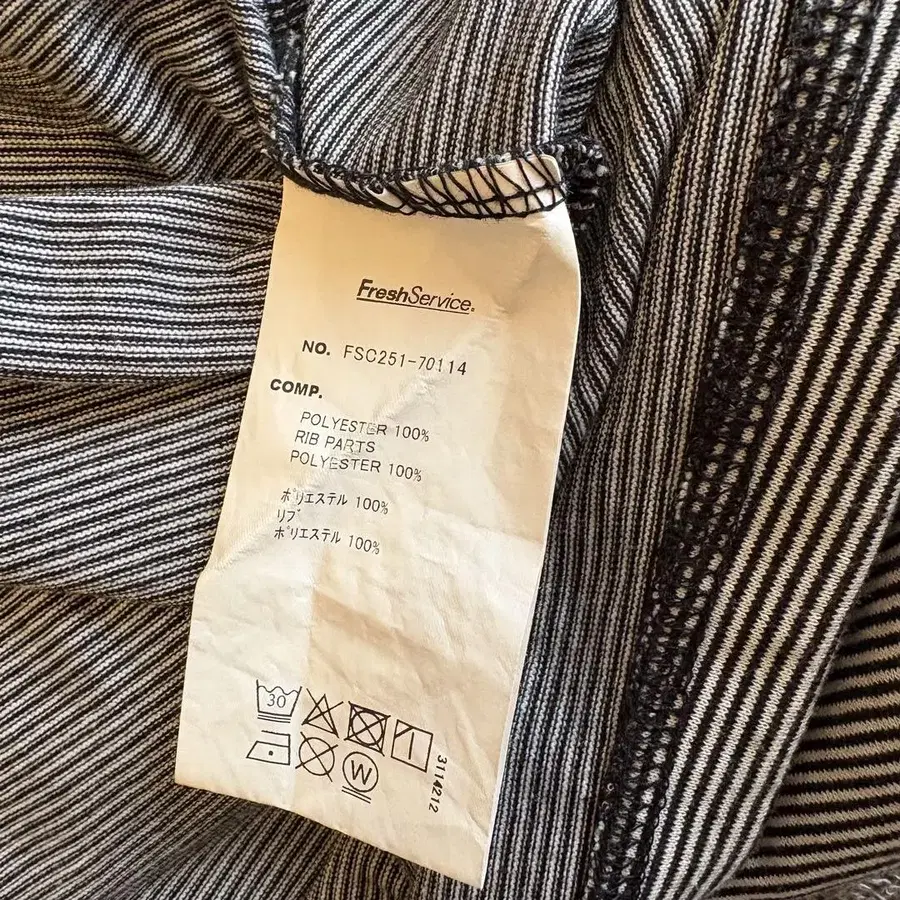 FreshService®
NO. FSC251-70114
COMP.
POLYESTER 100%
RIB PARTS
POLYESTER 100%
ポリエステル 100%
リブ
ポリエステル 100%
30
W
3114212